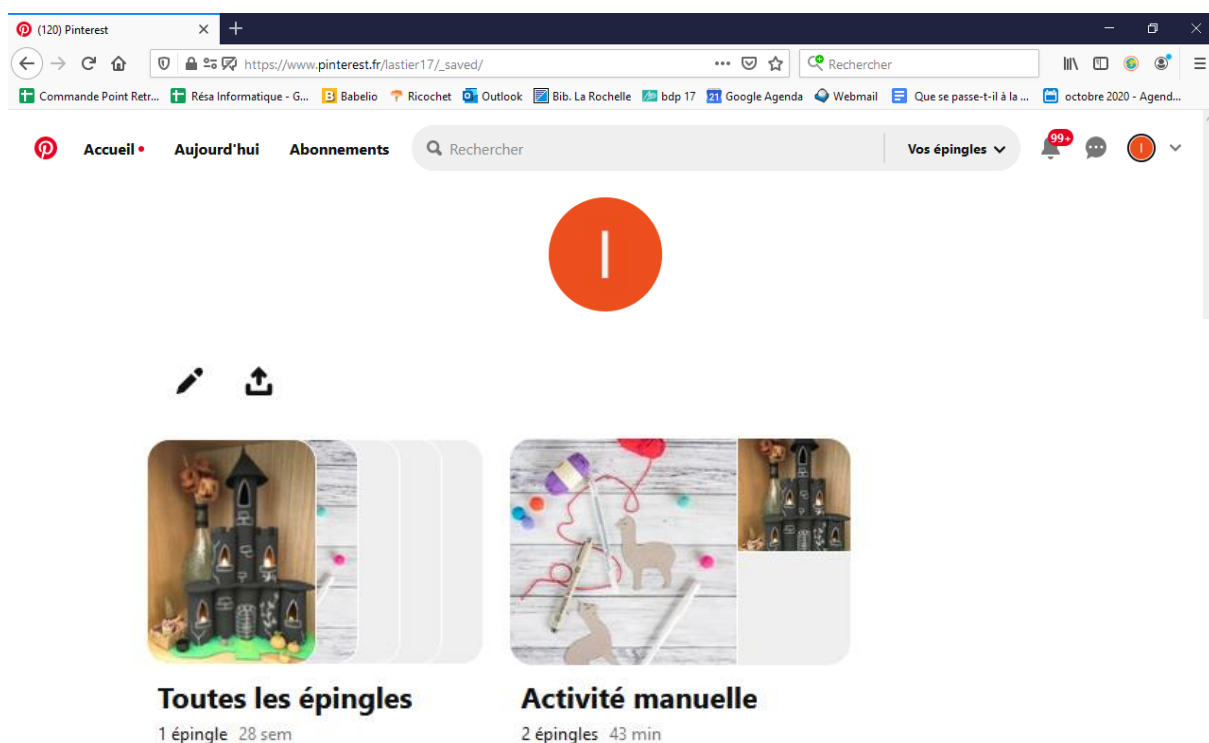 (120) Pinterest
https://www.pinterest.fr/lastier17/_saved/
Rechercher
Commande Point Retr... Résa Informatique - G... Babelio Ricochet Outlook Bib. La Rochelle bdp 17 21 Google Agenda Webmail Que se passe-t-il à la ... octobre 2020 - Agend...
Accueil Aujourd'hui Abonnements Rechercher Vos épingles 99+ I
I
Toutes les épingles Activité manuelle
1 épingle 28 sem 2 épingles 43 min